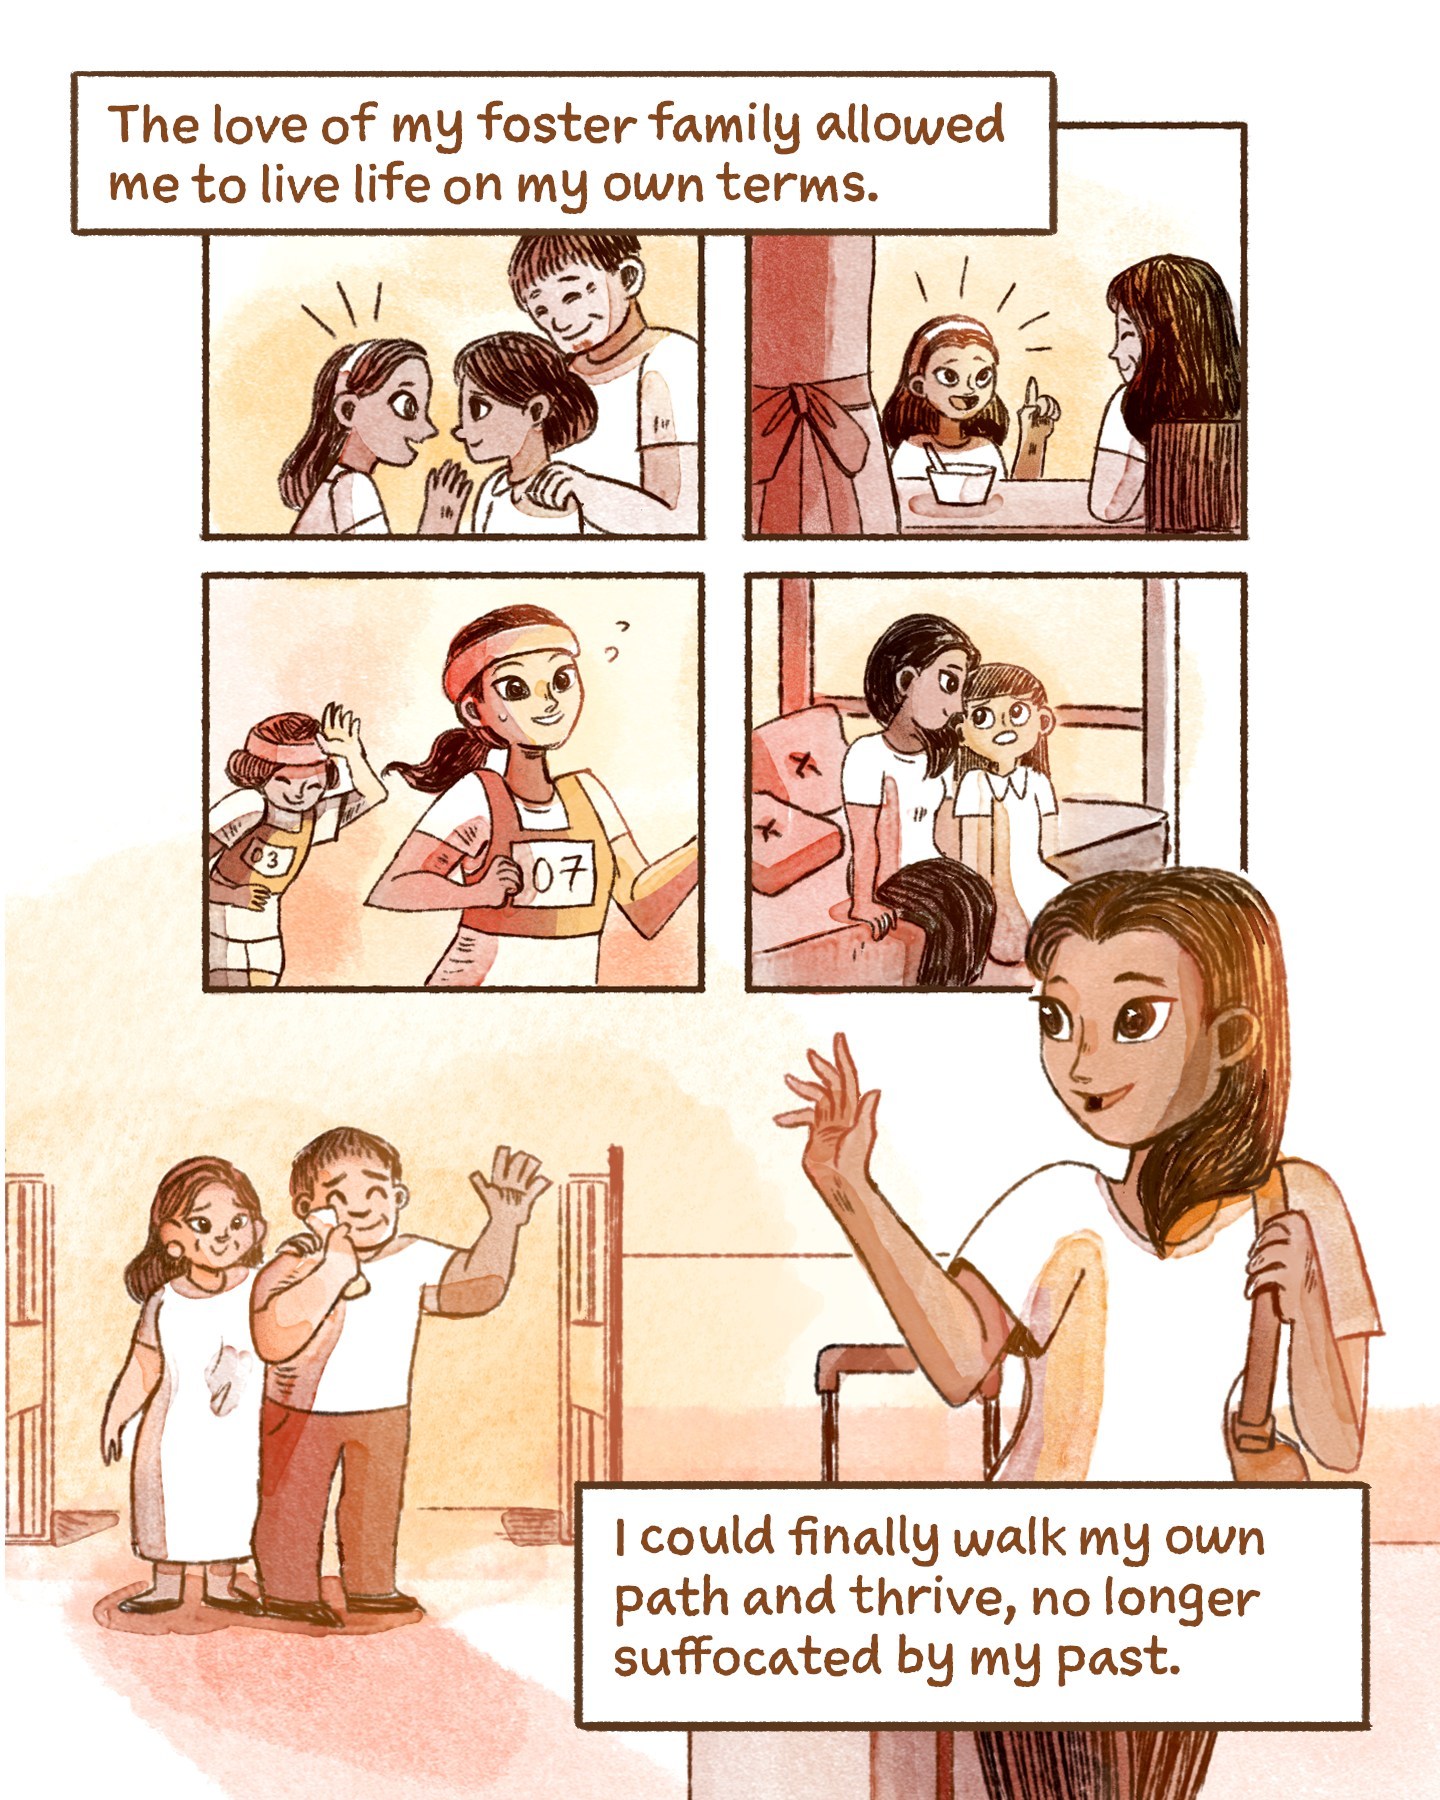 The love of my foster family allowed
me to live life on my own terms.
03
07
I could finally walk my own
path and thrive, no longer
suffocated by my past.